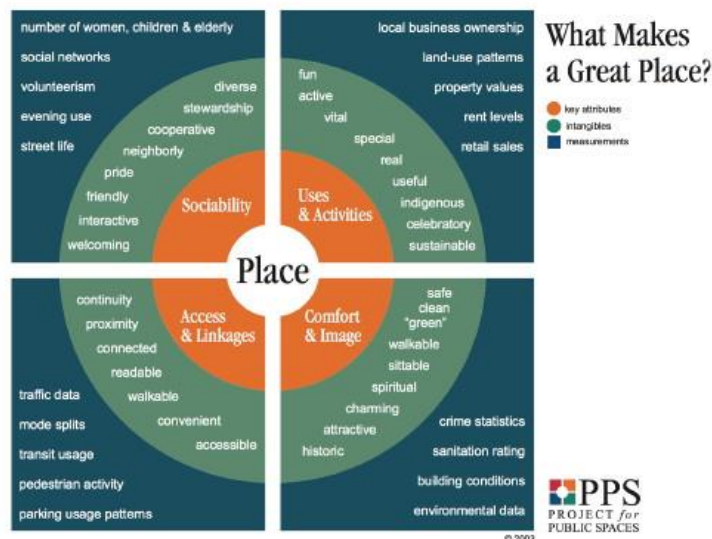 What Makes
a Great Place?
key attributes
intangibles
measurements
number of women, children & elderly
social networks
volunteerism
evening use
street life
diverse
stewardship
cooperative
neighborly
pride
friendly
interactive
welcoming
Sociability
local business ownership
land-use patterns
property values
rent levels
retail sales
fun
active
vital
special
real
useful
indigenous
celebratory
sustainable
Uses
& Activities
Place
continuity
proximity
connected
readable
walkable
convenient
accessible
Access
& Linkages
traffic data
mode splits
transit usage
pedestrian activity
parking usage patterns
Comfort
& Image
safe
clean
"green"
walkable
sittable
spiritual
charming
attractive
historic
crime statistics
sanitation rating
building conditions
environmental data
PPS
PROJECT for
PUBLIC SPACES
© 2003